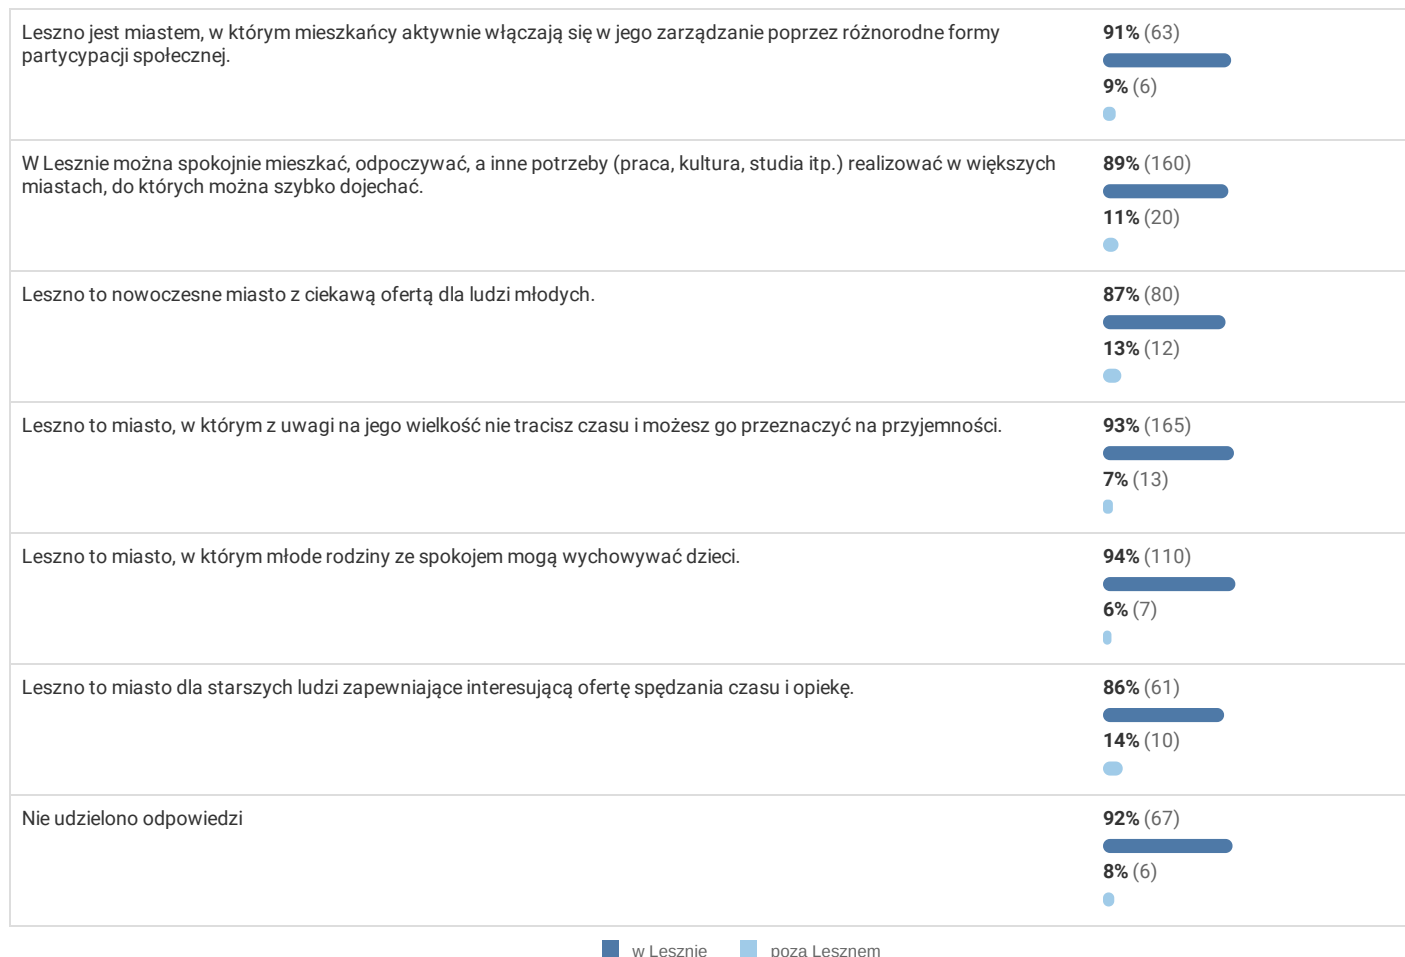 Leszno jest miastem, w którym mieszkańcy aktywnie włączają się w jego zarządzanie poprzez różnorodne formy
partycypacji społecznej.
91% (63)
9% (6)
W Lesznie można spokojnie mieszkać, odpoczywać, a inne potrzeby (praca, kultura, studia itp.) realizować w większych
miastach, do których można szybko dojechać.
89% (160)
11% (20)
Leszno to nowoczesne miasto z ciekawą ofertą dla ludzi młodych.
87% (80)
13% (12)
Leszno to miasto, w którym z uwagi na jego wielkość nie tracisz czasu i możesz go przeznaczyć na przyjemności.
93% (165)
7% (13)
Leszno to miasto, w którym młode rodziny ze spokojem mogą wychowywać dzieci.
94% (110)
6% (7)
Leszno to miasto dla starszych ludzi zapewniające interesującą ofertę spędzania czasu i opiekę.
86% (61)
14% (10)
Nie udzielono odpowiedzi
92% (67)
8% (6)
w Lesznie poza Lesznem